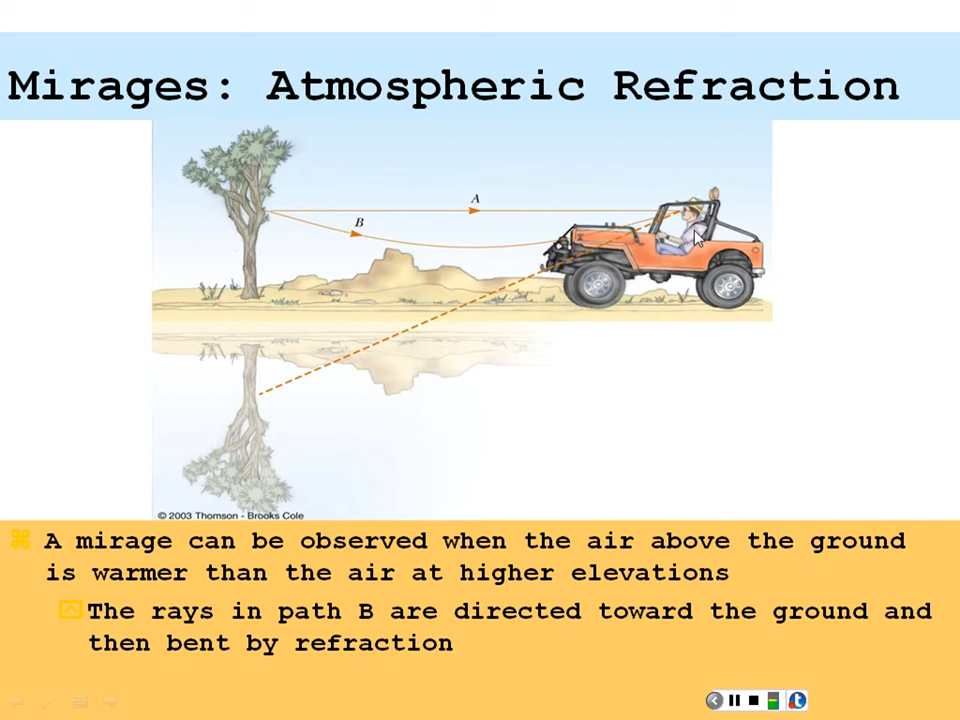 Mirages: Atmospheric Refraction
A
B
© 2003 Thomson - Brooks Cole
A mirage can be observed when the air above the ground
is warmer than the air at higher elevations
The rays in path B are directed toward the ground and
then bent by refraction